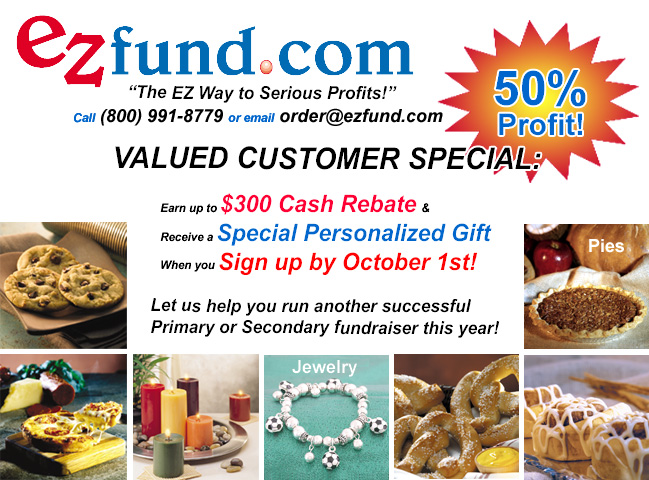 ezfund.com
"The EZ Way to Serious Profits!"
Call (800) 991-8779 or email order@ezfund.com
50%
Profit!
VALUED CUSTOMER SPECIAL:
Earn up to $300 Cash Rebate &
Receive a Special Personalized Gift
When you Sign up by October 1st!
Let us help you run another successful
Primary or Secondary fundraiser this year!
Pies
Jewelry